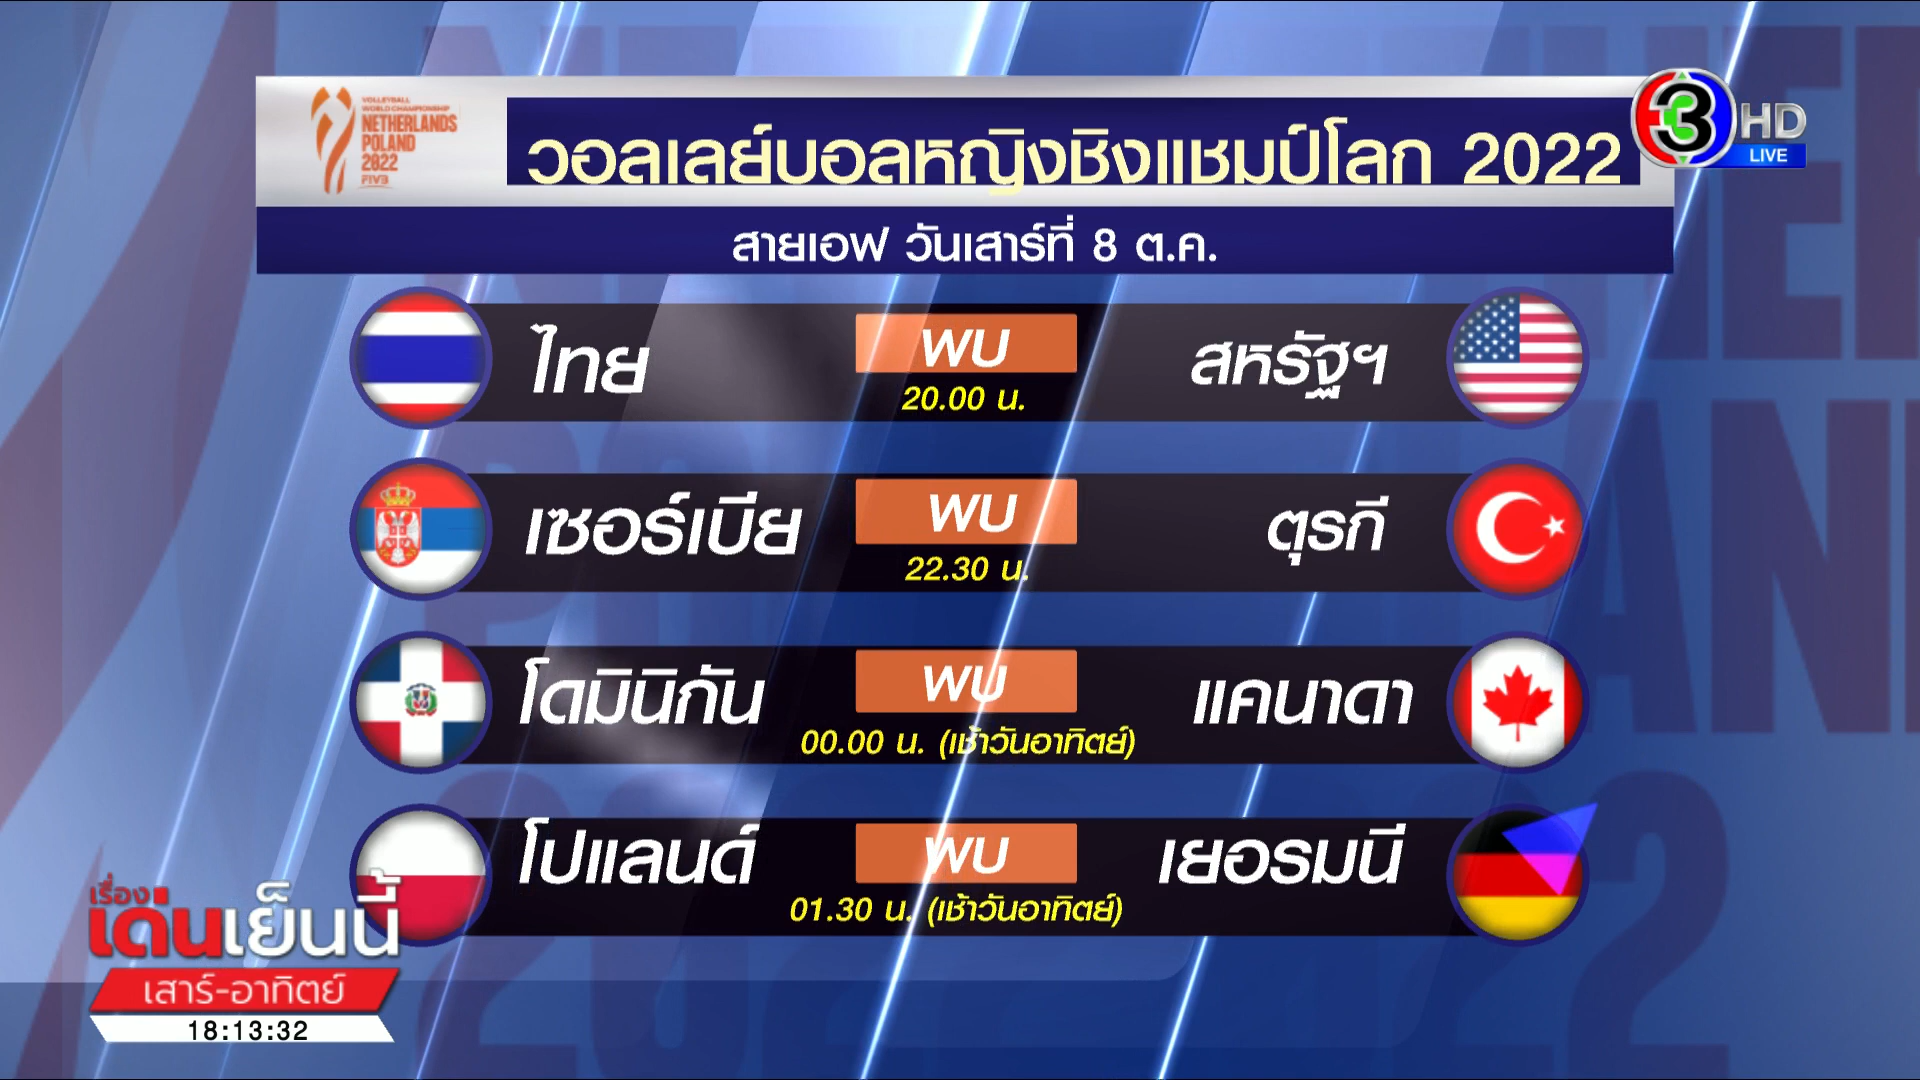 VOLLEYBALL
WORLD CHAMPIONSHIP
NETHERLANDS
POLAND
2022
FIVB
วอลเลย์บอลหญิงชิงแชมป์โลก 2022
3 HD
LIVE
สายเอฟ วันเสาร์ที่ 8 ต.ค.
ไทย พบ สหรัฐฯ
20.00 น.
เซอร์เบีย พบ ตุรกี
22.30 น.
โดมินิกัน พบ แคนาดา
00.00 น. (เช้าวันอาทิตย์)
โปแลนด์ พบ เยอรมนี
01.30 น. (เช้าวันอาทิตย์)
เรื่อง
เด่นเย็นนี้
เสาร์-อาทิตย์
18:13:32